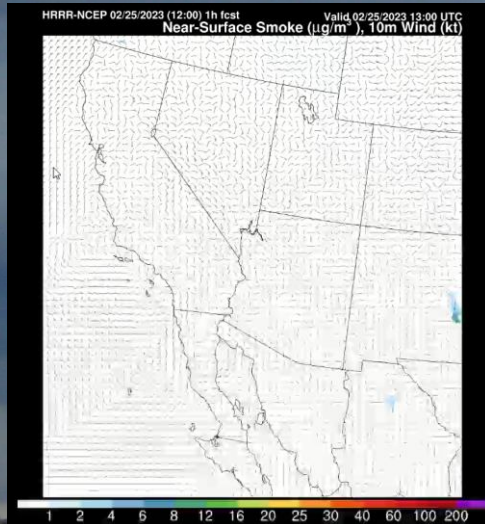 HRRR-NCEP 02/25/2023 (12:00) 1h fcst
Valid 02/25/2023 13:00 UTC
Near-Surface Smoke (µg/m³), 10m Wind (kt)
1 2 4 6 8 12 16 20 25 30 40 60 100 200